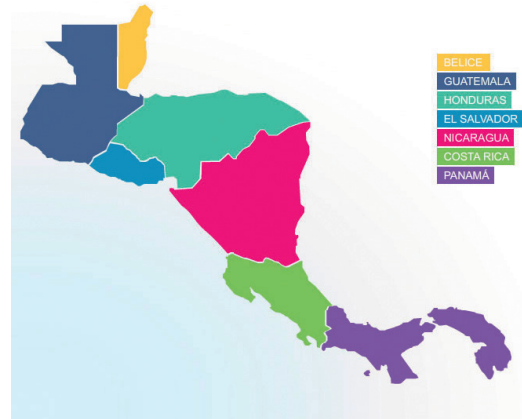 BELICE
GUATEMALA
HONDURAS
EL SALVADOR
NICARAGUA
COSTA RICA
PANAMÁ